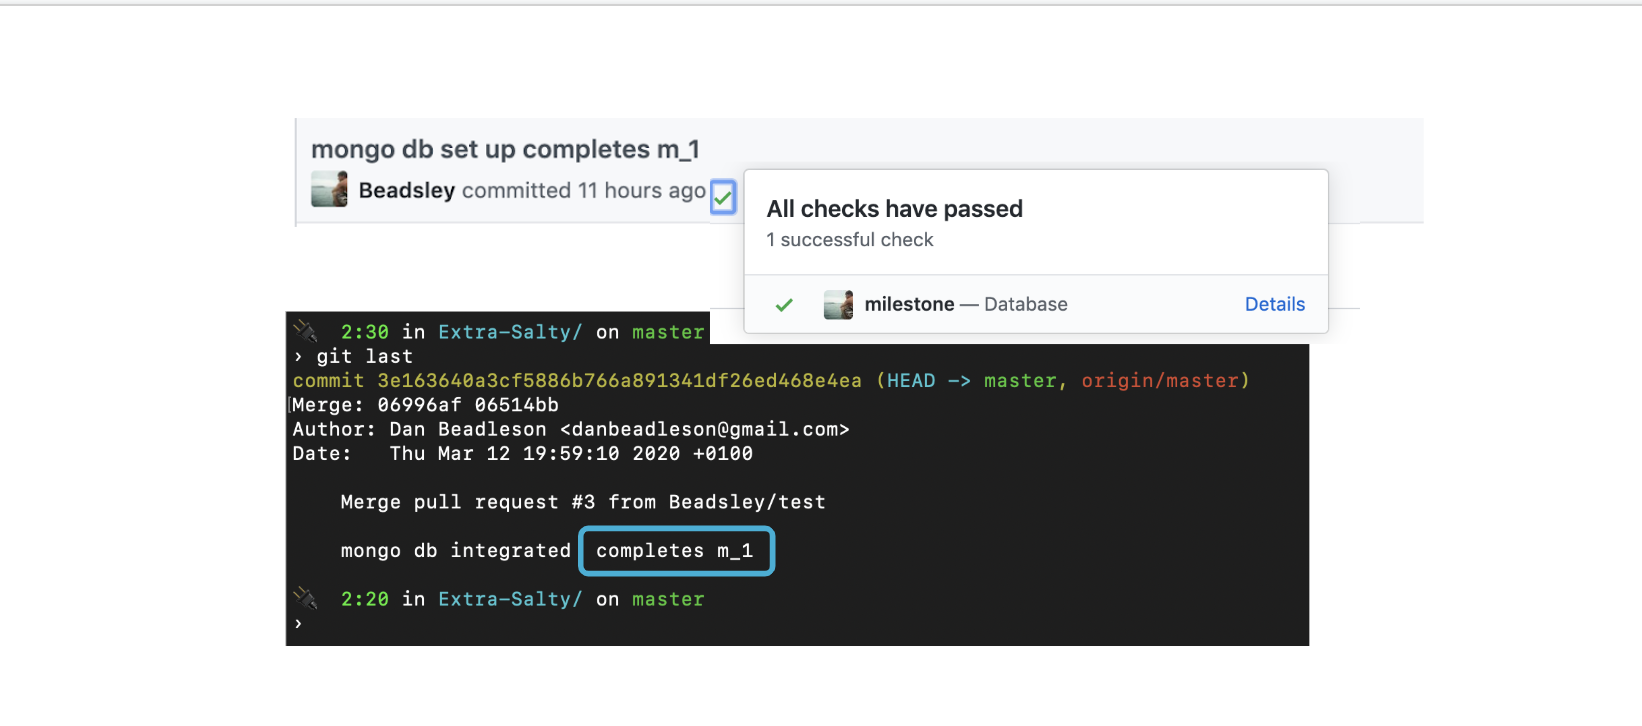 mongo db set up completes m_1
Beadsley committed 11 hours ago
All checks have passed
1 successful check
milestone — Database Details
2:30 in Extra-Salty/ on master
› git last
commit 3e163640a3cf5886b766a891341df26ed468e4ea (HEAD -> master, origin/master)
Merge: 06996af 06514bb
Author: Dan Beadleson <danbeadleson@gmail.com>
Date:   Thu Mar 12 19:59:10 2020 +0100
Merge pull request #3 from Beadsley/test
mongo db integrated completes m_1
2:20 in Extra-Salty/ on master
›